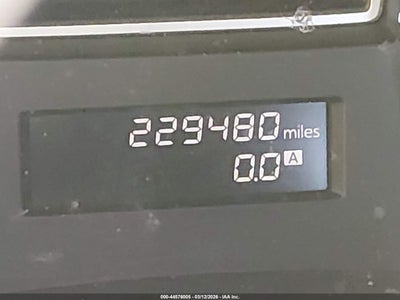 229480 miles
0.0 A
000-44576005 - 03/12/2026 - IAA Inc.